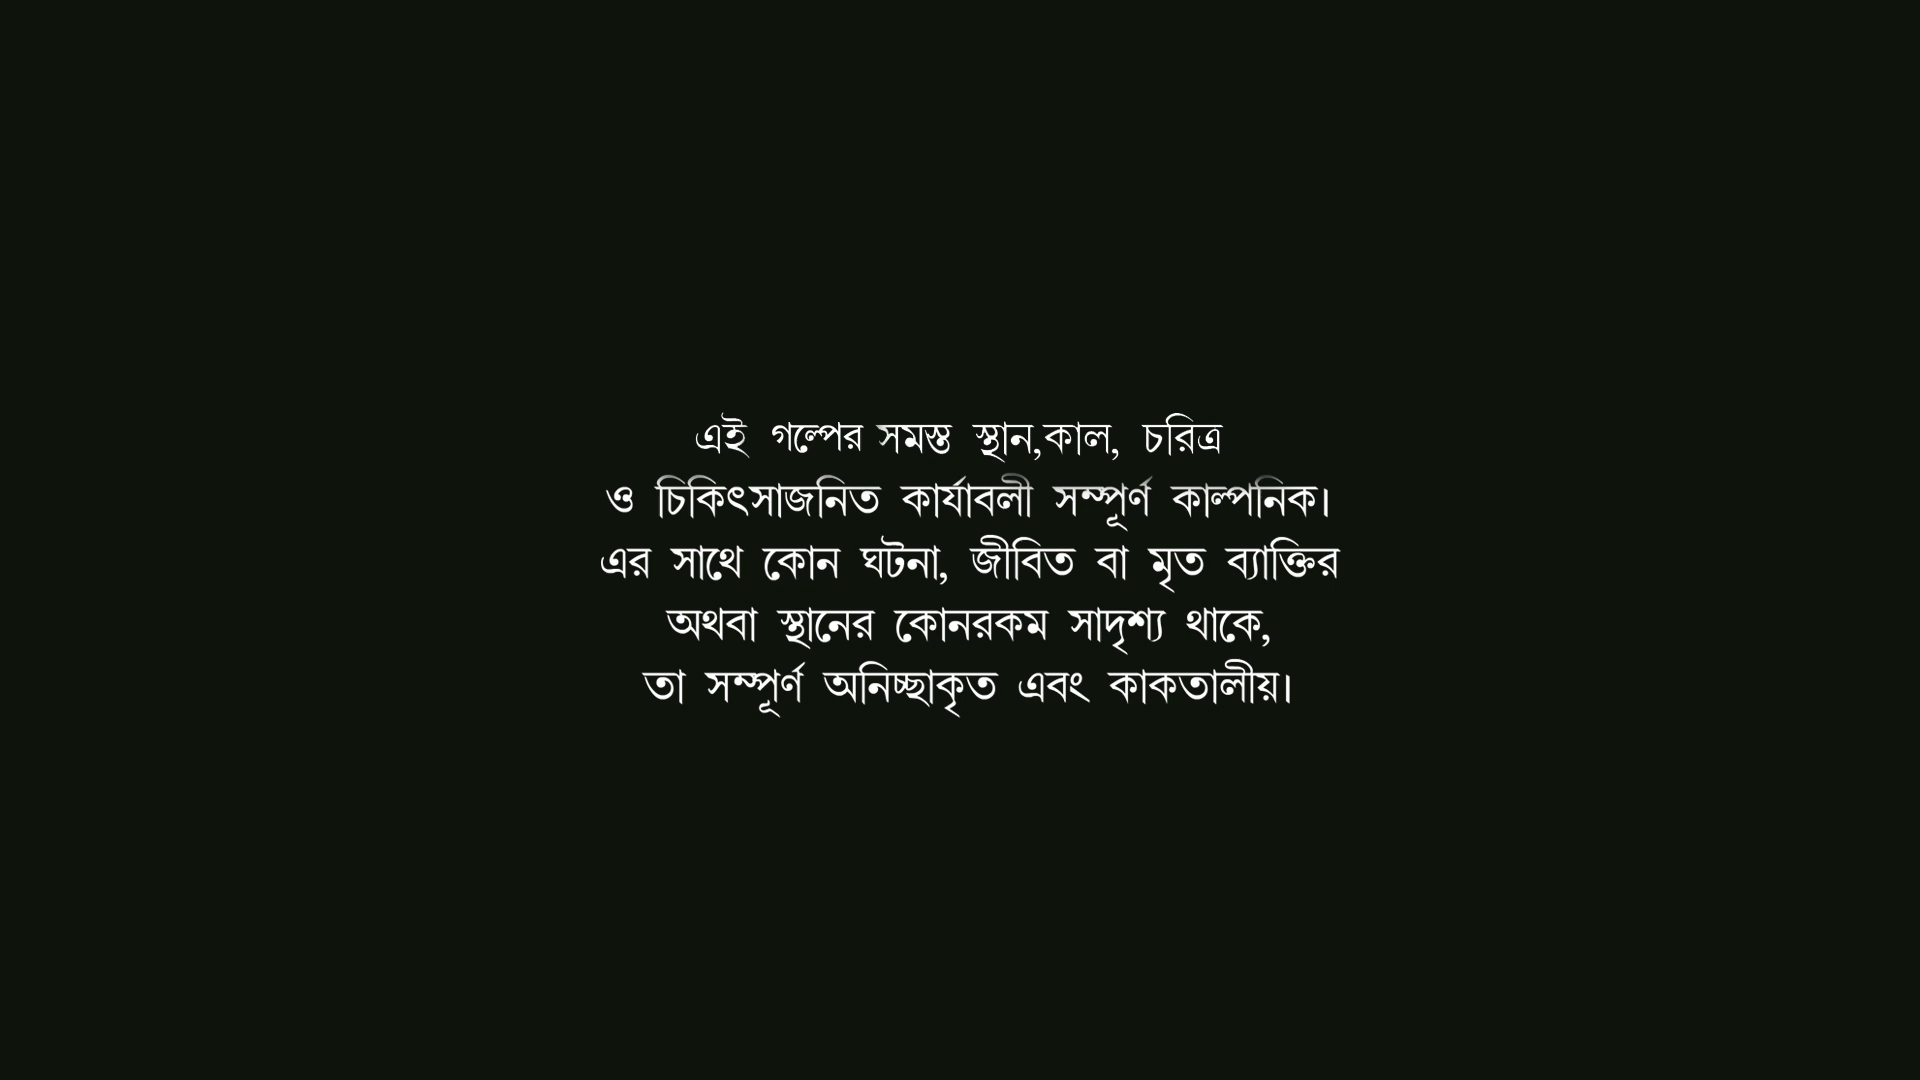 এই গল্পের সমস্ত স্থান,কাল, চরিত্র
ও চিকিৎসাজনিত কার্যাবলী সম্পূর্ণ কাল্পনিক।
এর সাথে কোন ঘটনা, জীবিত বা মৃত ব্যাক্তির
অথবা স্থানের কোনরকম সাদৃশ্য থাকে,
তা সম্পূর্ণ অনিচ্ছাকৃত এবং কাকতালীয়।